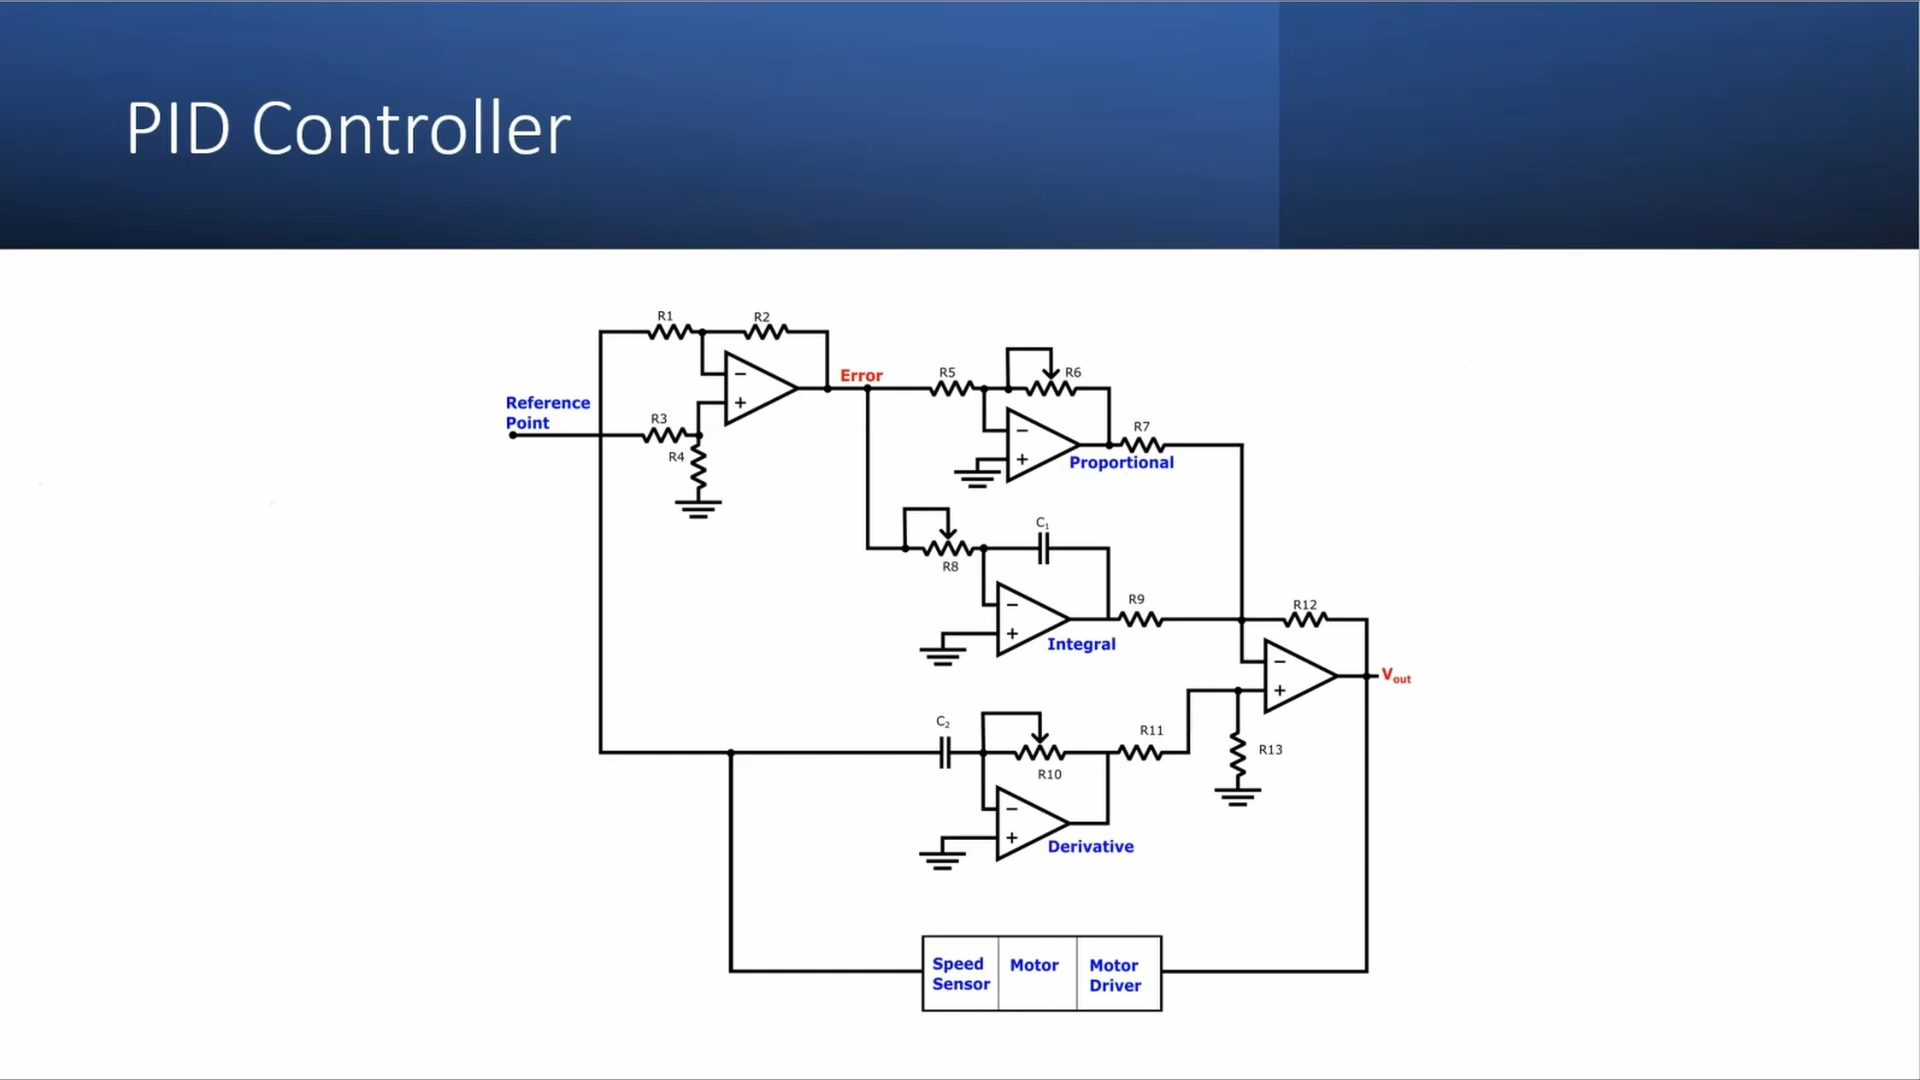 PID Controller
R1
R2
Error
Reference
Point
R3
R4
R5
R6
R7
Proportional
C₁
R8
R9
Integral
R12
Vout
C₂
R10
R11
R13
Derivative
Speed
Sensor
Motor
Motor
Driver